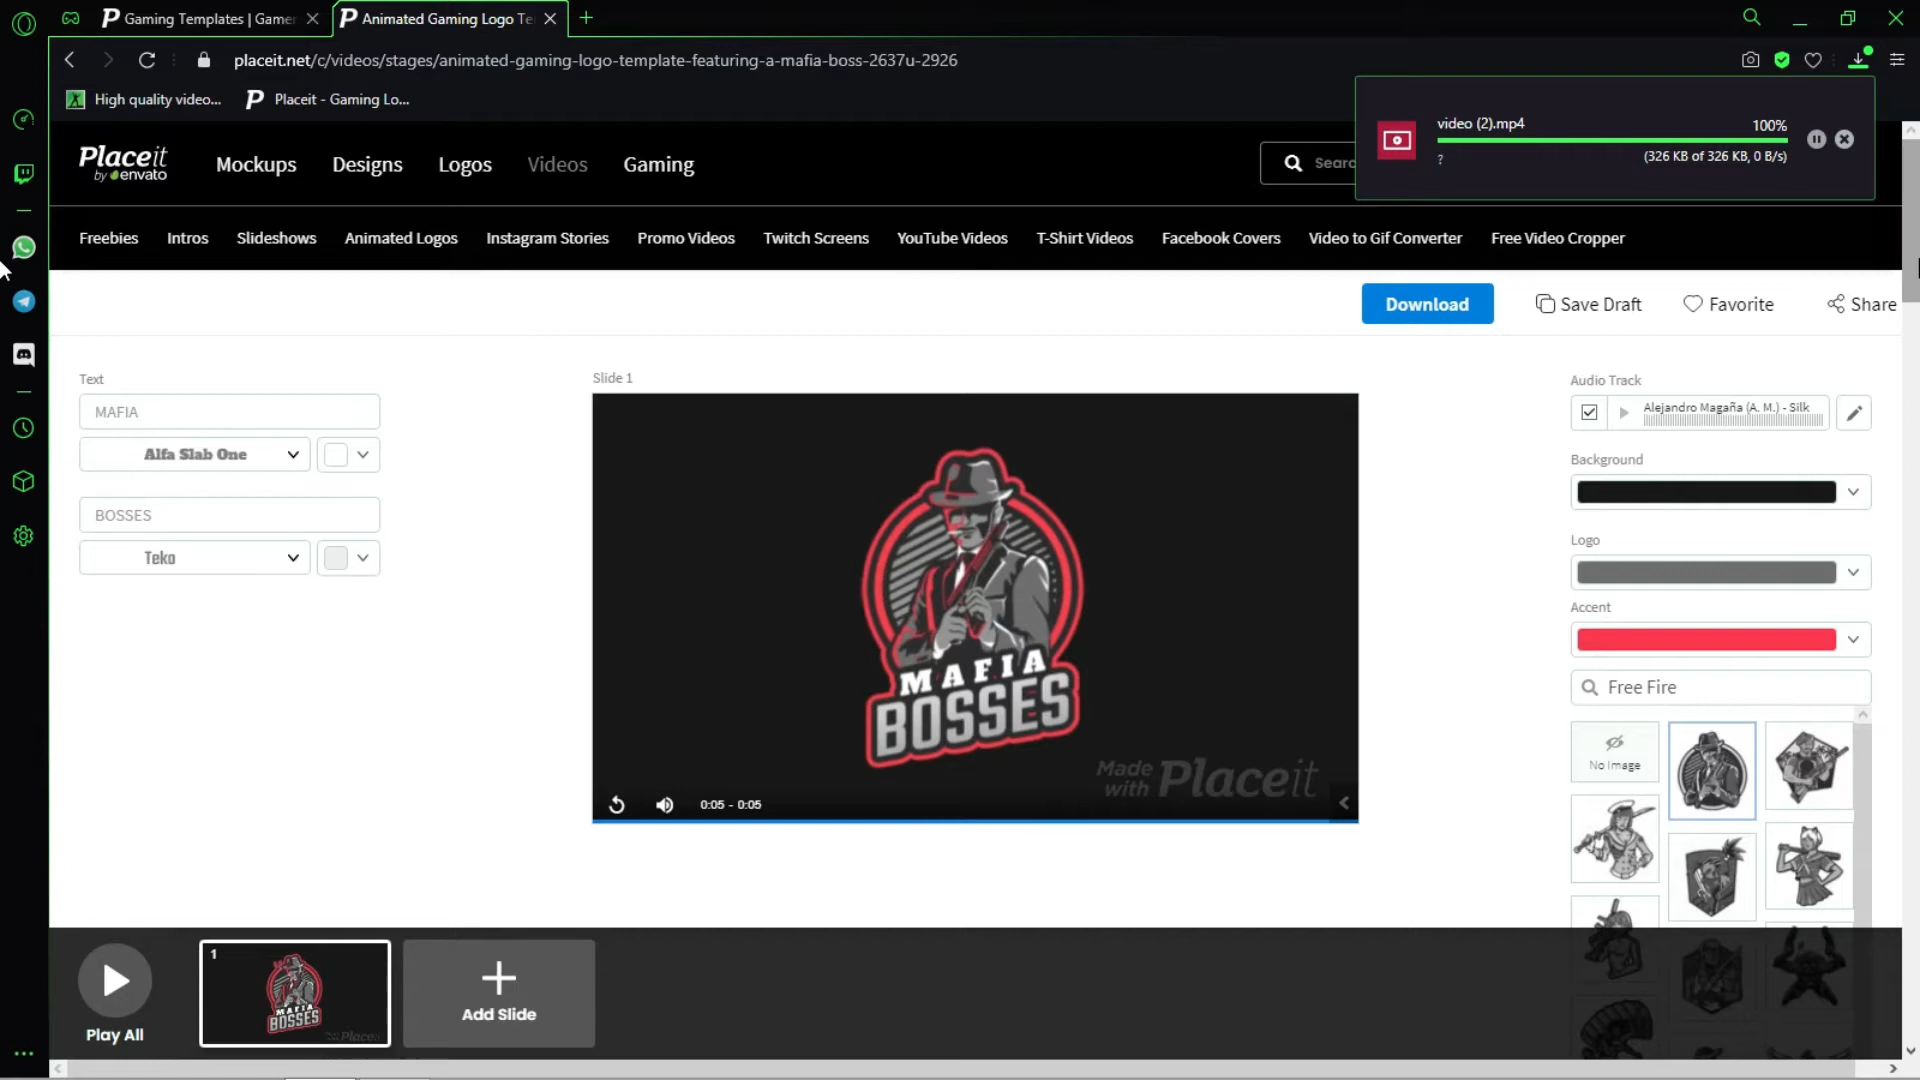 Gaming Templates | Gamer
Animated Gaming Logo Te
placeit.net/c/videos/stages/animated-gaming-logo-template-featuring-a-mafia-boss-2637u-2926
High quality video...
Placeit - Gaming Lo...
video (2).mp4
100%
?
(326 KB of 326 KB, 0 B/s)
Placeit
by envato
Mockups
Designs
Logos
Videos
Gaming
Searc
Freebies
Intros
Slideshows
Animated Logos
Instagram Stories
Promo Videos
Twitch Screens
YouTube Videos
T-Shirt Videos
Facebook Covers
Video to Gif Converter
Free Video Cropper
Download
Save Draft
Favorite
Share
Text
MAFIA
Alfa Slab One
BOSSES
Teko
Slide 1
MAFIA
BOSSES
Made
with Placeit
0:05 - 0:05
Audio Track
Alejandro Magaña (A. M.) - Silk
Background
Logo
Accent
Free Fire
No Image
Play All
1
MAFIA
BOSSES
Placeit
Add Slide